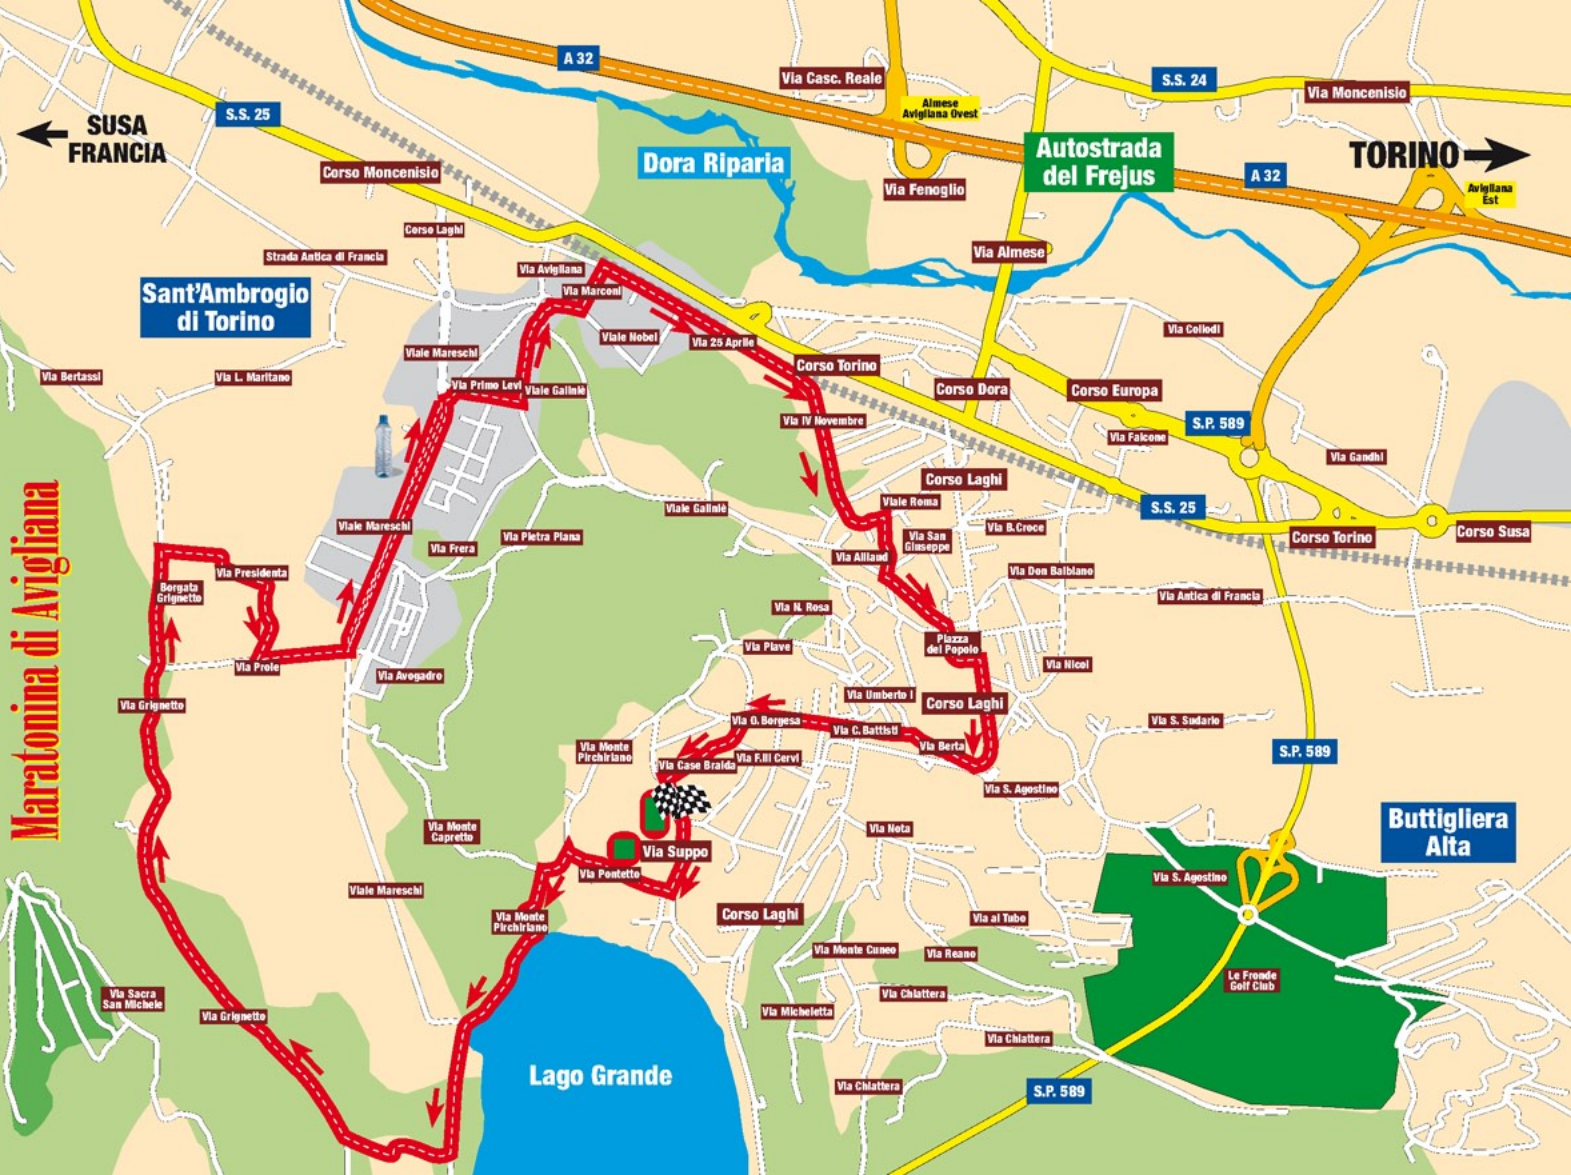 A 32
Via Casc. Reale
S.S. 24
Via Moncenisio
Almese
Avigliana Ovest
S.S. 25
SUSA
FRANCIA
Dora Riparia
Autostrada
del Frejus
TORINO
A 32
Avigliana
Est
Corso Moncenisio
Via Fenoglio
Corso Laghi
Strada Antica di Francia
Via Almese
Via Avigliana
Via Marconi
Sant'Ambrogio
di Torino
Viale Nobel
Via 25 Aprile
Via Collodi
Viale Mareschi
Corso Torino
Via Bertassi
Via L. Maritano
Via Primo Levi
Viale Galiniè
Corso Dora
Corso Europa
Via IV Novembre
S.P. 589
Via Falcone
Via Gandhi
Corso Laghi
Viale Mareschi
Viale Galiniè
Viale Roma
S.S. 25
Via B.Croce
Via Frera
Via Pietra Piana
Via San
Giuseppe
Corso Torino
Corso Susa
Via Alliaud
Maratonina di Avigliana
Via Presidenta
Borgata
Grignetto
Via Don Balbiano
Via Antica di Francia
Via N. Rosa
Via Piave
Piazza
del Popolo
Via Prole
Via Avogadro
Via Nicol
Via Umberto I
Corso Laghi
Via Grignetto
Via O. Borgesa
Via C. Battisti
Via S. Sudario
Via Berta
Via Monte
Pirchiriano
Via Case Braida
Via F.lli Cervi
S.P. 589
Via S. Agostino
Via Monte
Capretto
Via Nota
Buttigliera
Alta
Via Suppo
Via Pontetto
Viale Mareschi
Via S. Agostino
Via Monte
Pirchiriano
Corso Laghi
Via al Tubo
Via Monte Cuneo
Via Reano
Le Fronde
Golf Club
Via Sacra
San Michele
Via Chiattera
Via Grignetto
Via Micheletta
Via Chiattera
Lago Grande
Via Chiattera
S.P. 589